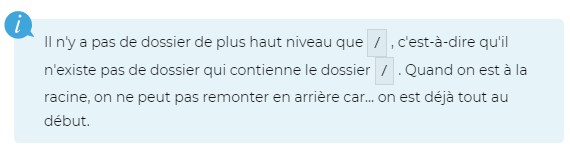 i
Il n'y a pas de dossier de plus haut niveau que / , c'est-à-dire qu'il
n'existe pas de dossier qui contienne le dossier / . Quand on est à la
racine, on ne peut pas remonter en arrière car... on est déjà tout au
début.